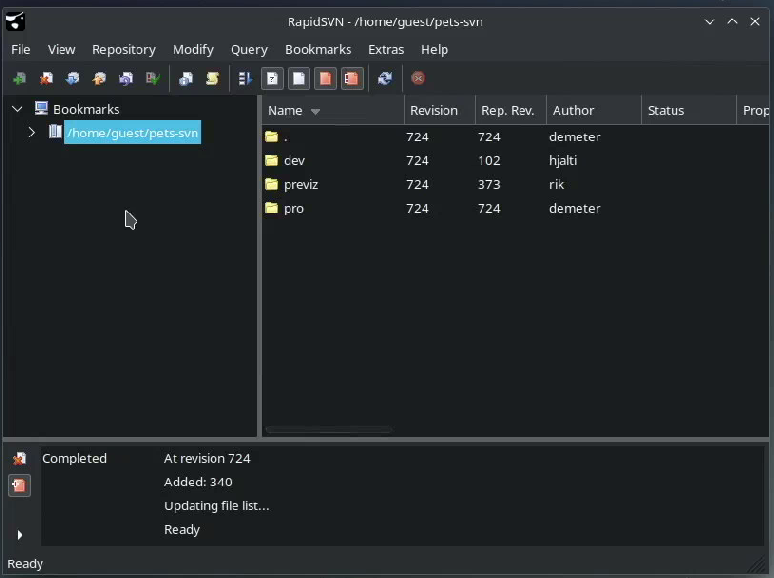 RapidSVN - /home/guest/pets-svn
File View Repository Modify Query Bookmarks Extras Help
Bookmarks
/home/guest/pets-svn
Name Revision Rep. Rev. Author Status Prop
. 724 724 demeter
dev 724 102 hjalti
previz 724 373 rik
pro 724 724 demeter
Completed At revision 724
Added: 340
Updating file list...
Ready
Ready